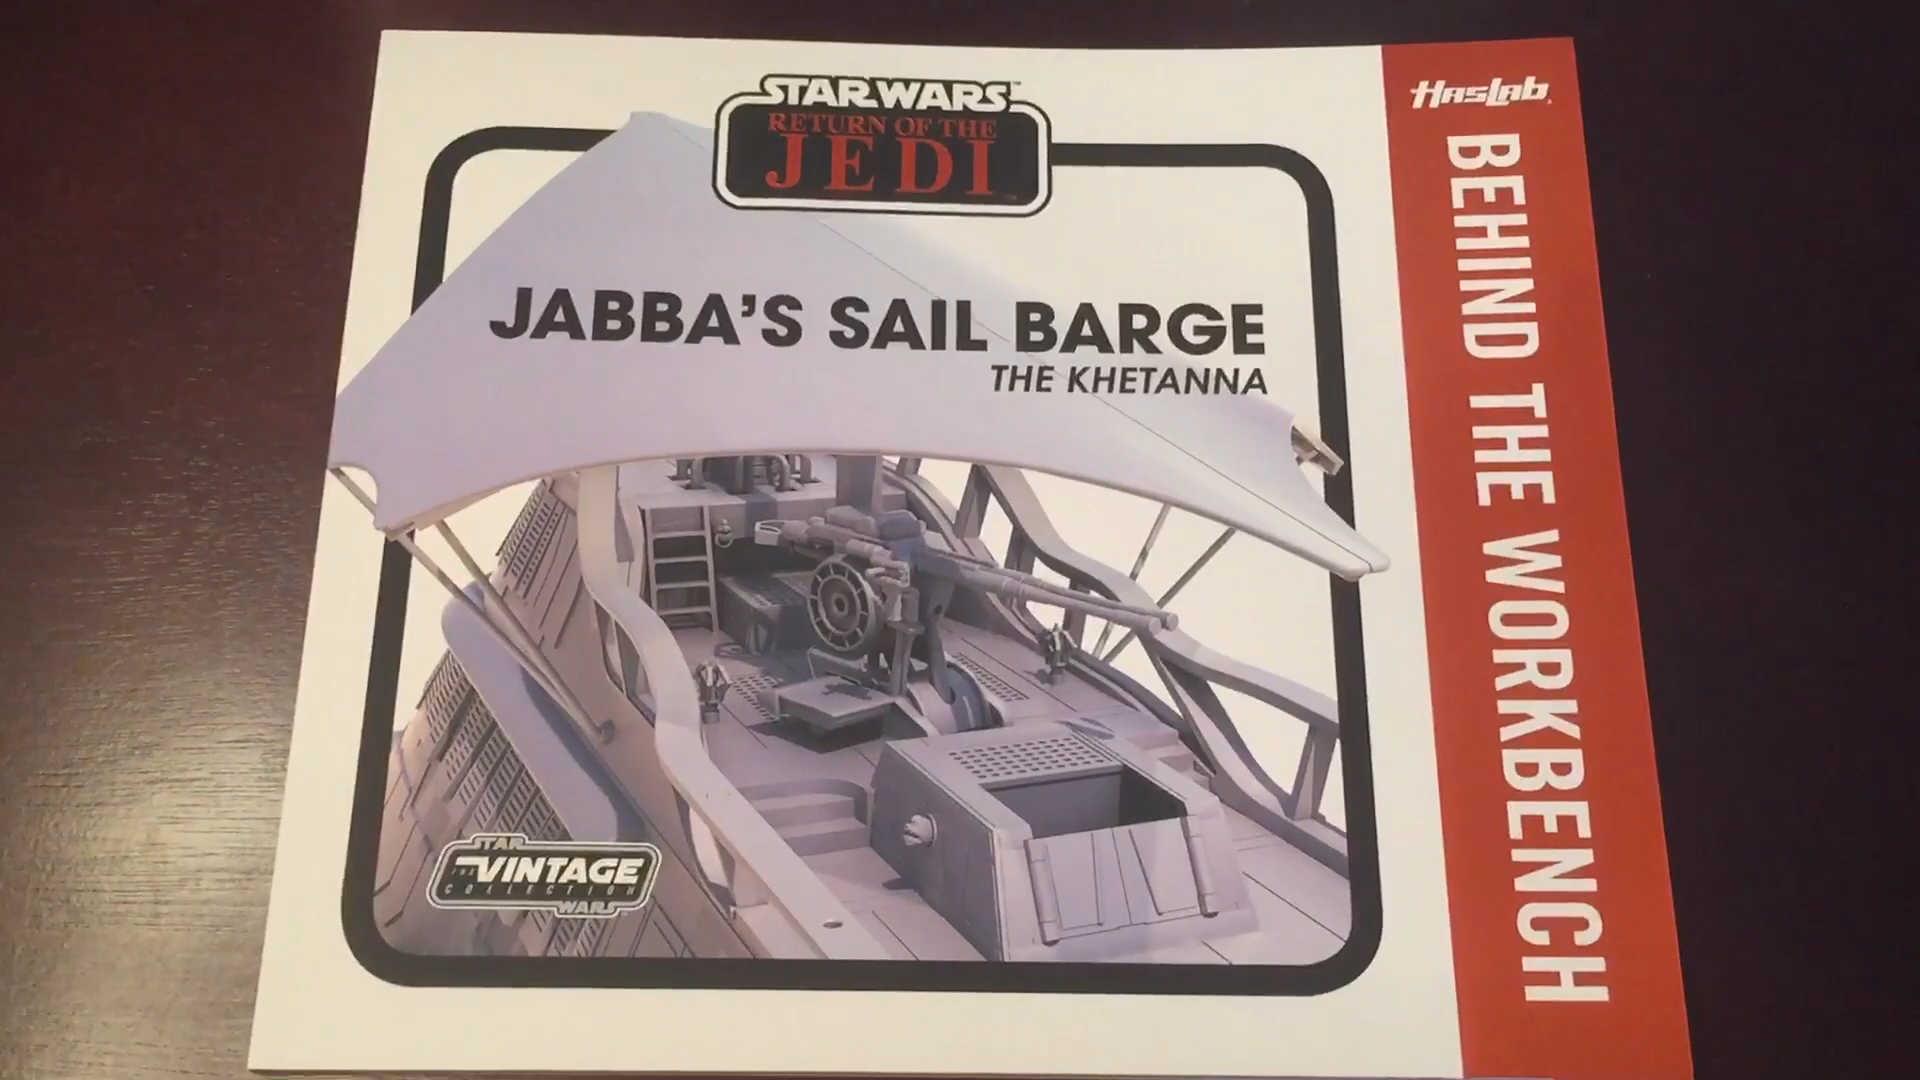 STAR WARS
RETURN OF THE
JEDI
JABBA'S SAIL BARGE
THE KHETANNA
STAR
THE VINTAGE
COLLECTION
WARS
HASLAB
BEHIND THE WORKBENCH